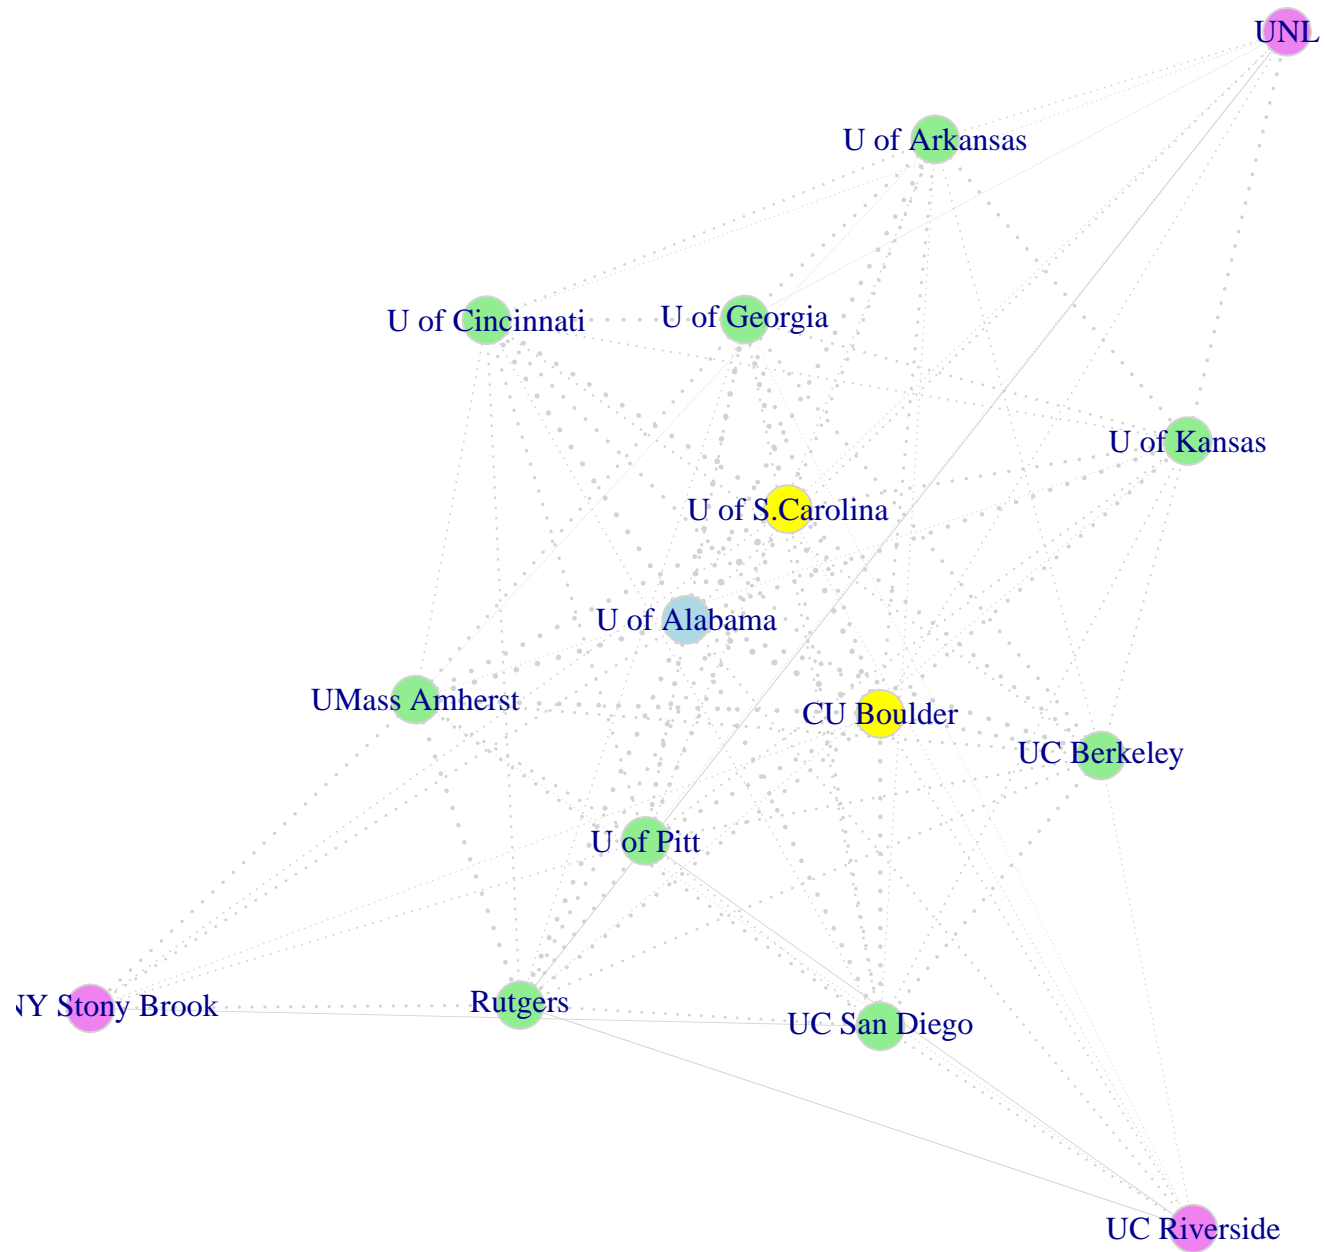 UNL
U of Arkansas
U of Cincinnati
U of Georgia
U of Kansas
U of S.Carolina
U of Alabama
UMass Amherst
CU Boulder
UC Berkeley
U of Pitt
NY Stony Brook
Rutgers
UC San Diego
UC Riverside